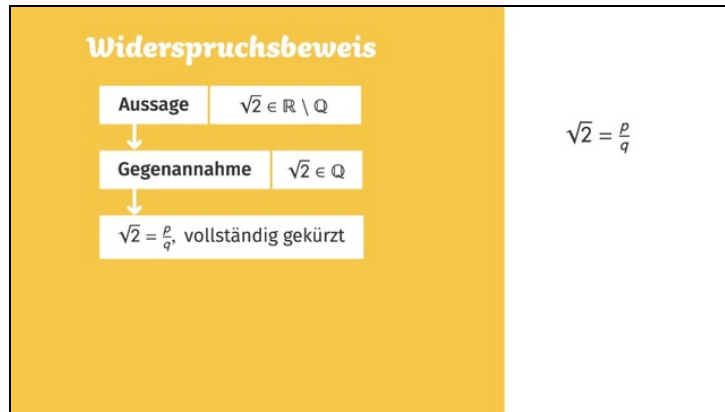 Widerspruchsbeweis
Aussage √2 ∈ ℝ \ ℚ
Gegenannahme √2 ∈ ℚ
√2 = p/q, vollständig gekürzt
√2 = p/q